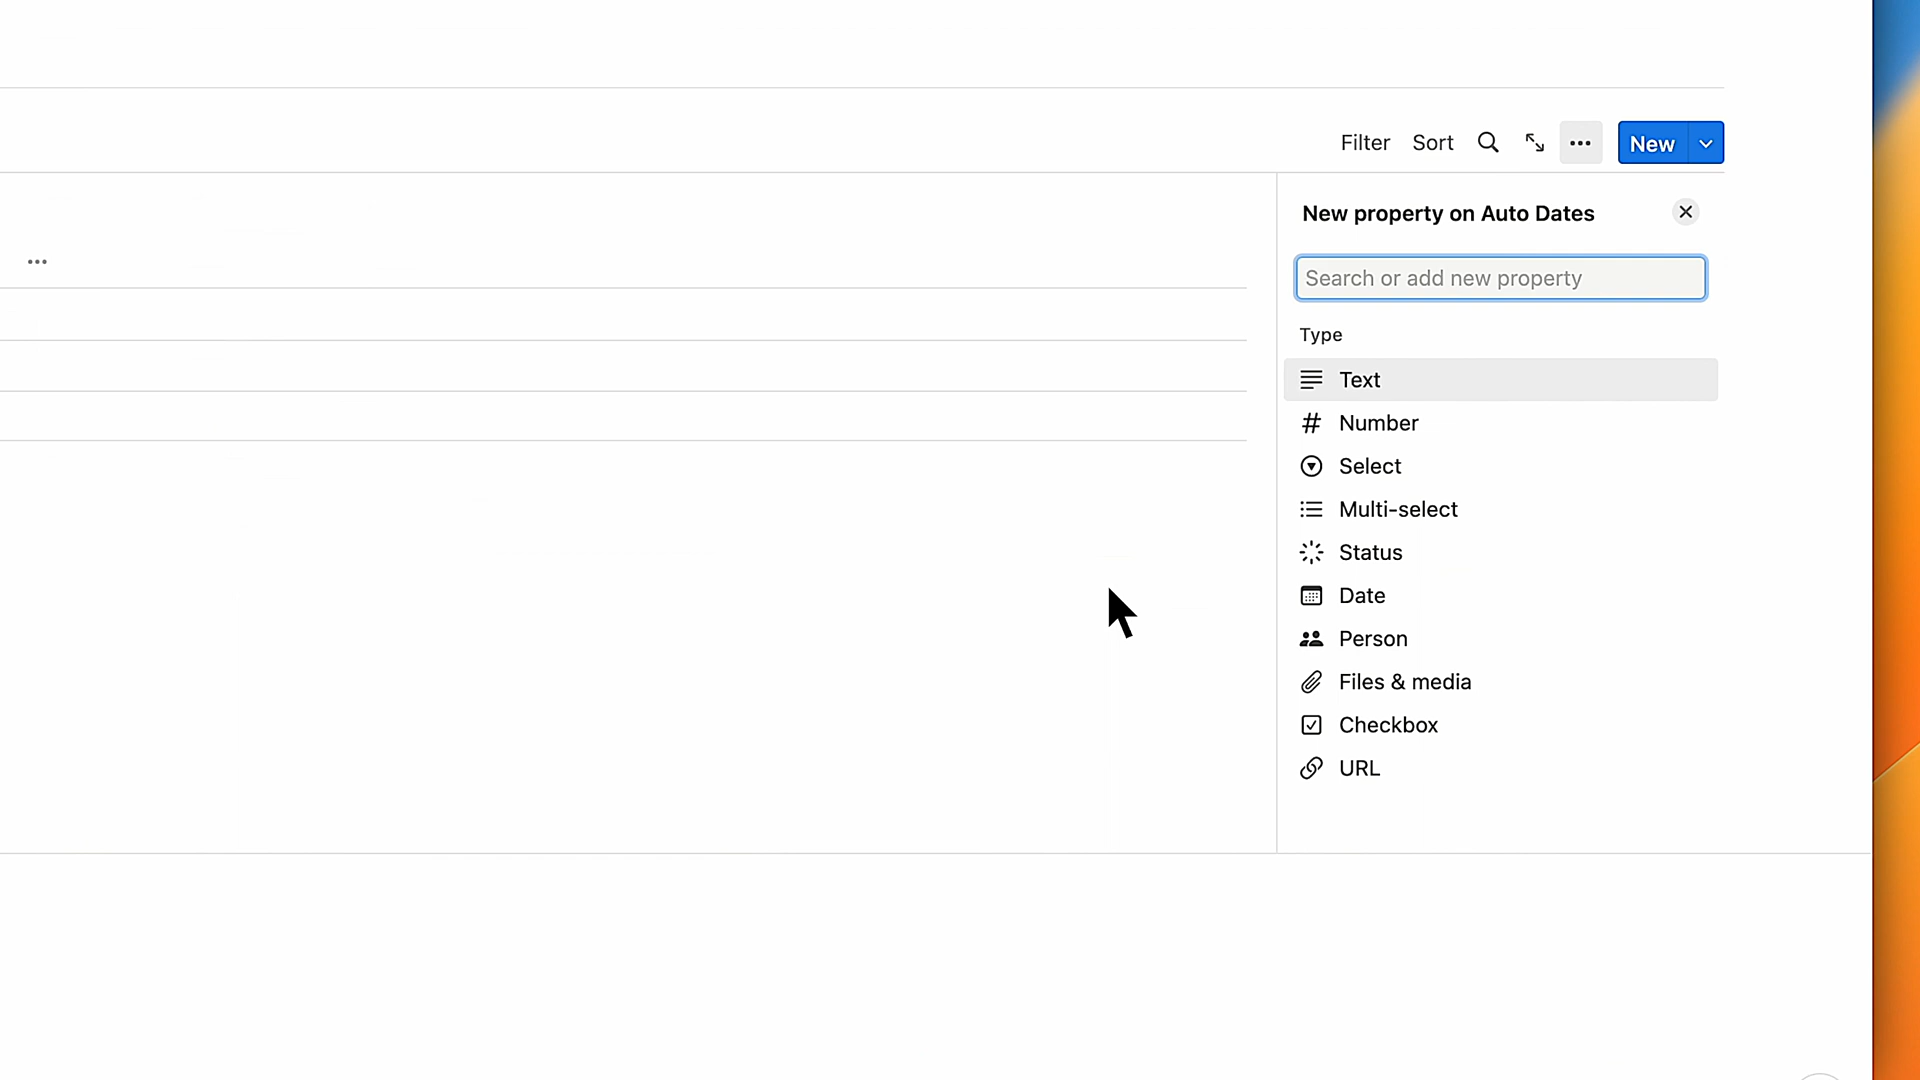 Filter Sort New
New property on Auto Dates
Search or add new property
Type
Text
Number
Select
Multi-select
Status
Date
Person
Files & media
Checkbox
URL